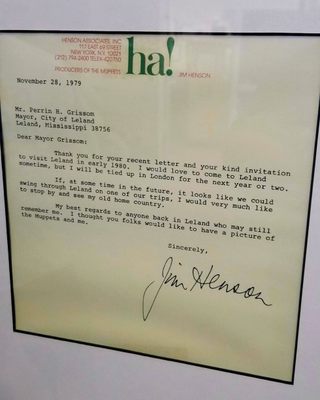 HENSON ASSOCIATES, INC.
117 EAST 69 STREET
NEW YORK, N.Y. 10021
(212) 794-2400 TELEX-420750
PRODUCERS OF THE MUPPETS
ha!
JIM HENSON
November 28, 1979
Mr. Perrin H. Grissom
Mayor, City of Leland
Leland, Mississippi 38756
Dear Mayor Grissom:
Thank you for your recent letter and your kind invitation
to visit Leland in early 1980. I would love to come to Leland
sometime, but I will be tied up in London for the next year or two.
If, at some time in the future, it looks like we could
swing through Leland on one of our trips, I would very much like
to stop by and see my old home country.
My best regards to anyone back in Leland who may still
remember me. I thought you folks would like to have a picture of
the Muppets and me.
Sincerely,
Jim Henson